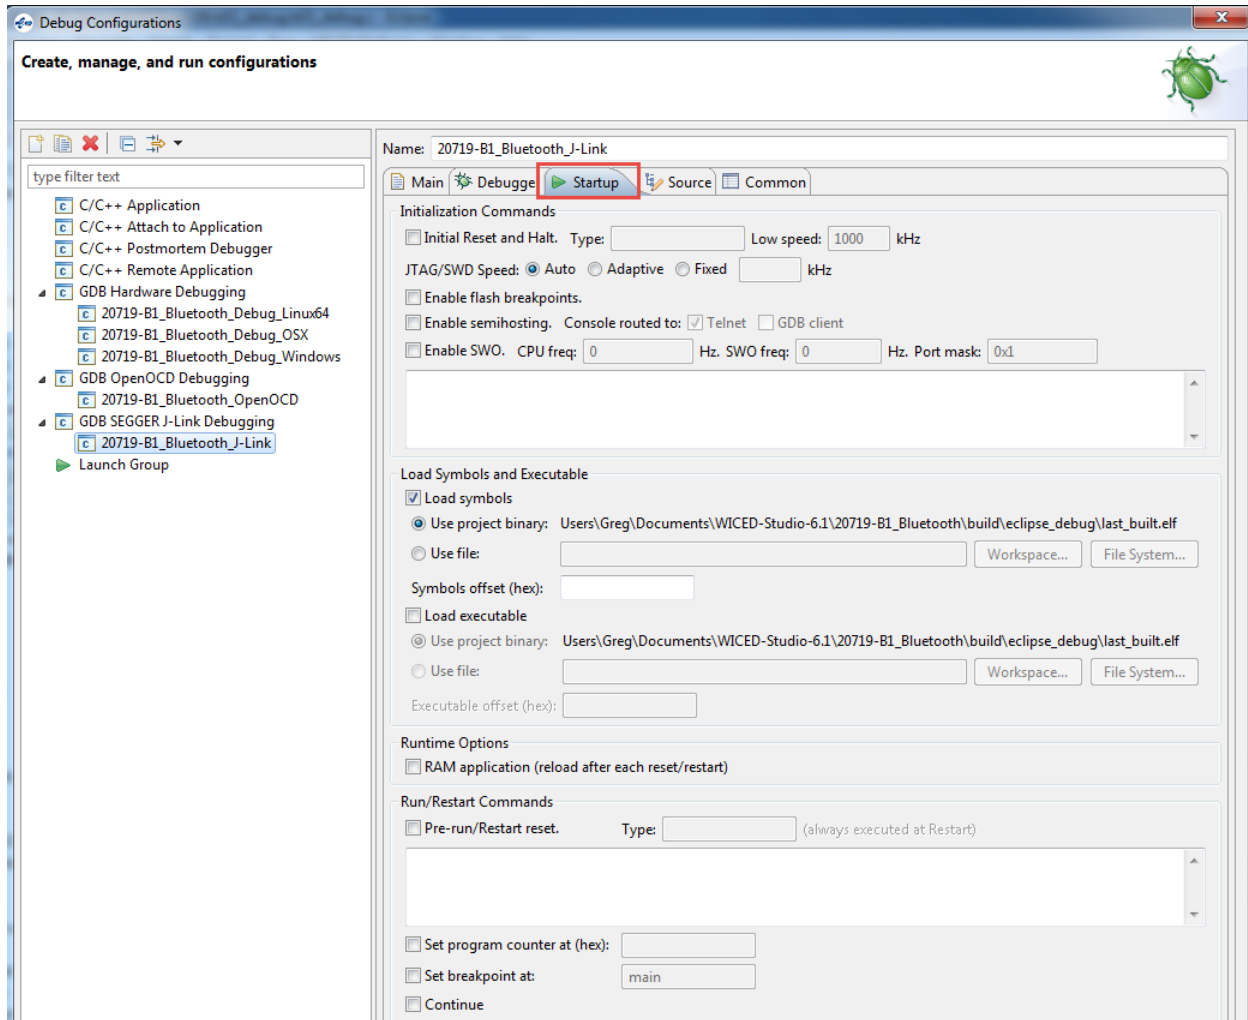 Debug Configurations
Create, manage, and run configurations
type filter text
C/C++ Application
C/C++ Attach to Application
C/C++ Postmortem Debugger
C/C++ Remote Application
GDB Hardware Debugging
20719-B1_Bluetooth_Debug_Linux64
20719-B1_Bluetooth_Debug_OSX
20719-B1_Bluetooth_Debug_Windows
GDB OpenOCD Debugging
20719-B1_Bluetooth_OpenOCD
GDB SEGGER J-Link Debugging
20719-B1_Bluetooth_J-Link
Launch Group
Name: 20719-B1_Bluetooth_J-Link
Main Debugge Startup Source Common
Initialization Commands
Initial Reset and Halt. Type: Low speed: 1000 kHz
JTAG/SWD Speed: Auto Adaptive Fixed kHz
Enable flash breakpoints.
Enable semihosting. Console routed to: Telnet GDB client
Enable SWO. CPU freq: 0 Hz. SWO freq: 0 Hz. Port mask: 0x1
Load Symbols and Executable
Load symbols
Use project binary: Users\Greg\Documents\WICED-Studio-6.1\20719-B1_Bluetooth\build\eclipse_debug\last_built.elf
Use file: Workspace... File System...
Symbols offset (hex):
Load executable
Use project binary: Users\Greg\Documents\WICED-Studio-6.1\20719-B1_Bluetooth\build\eclipse_debug\last_built.elf
Use file: Workspace... File System...
Executable offset (hex):
Runtime Options
RAM application (reload after each reset/restart)
Run/Restart Commands
Pre-run/Restart reset. Type: (always executed at Restart)
Set program counter at (hex):
Set breakpoint at: main
Continue